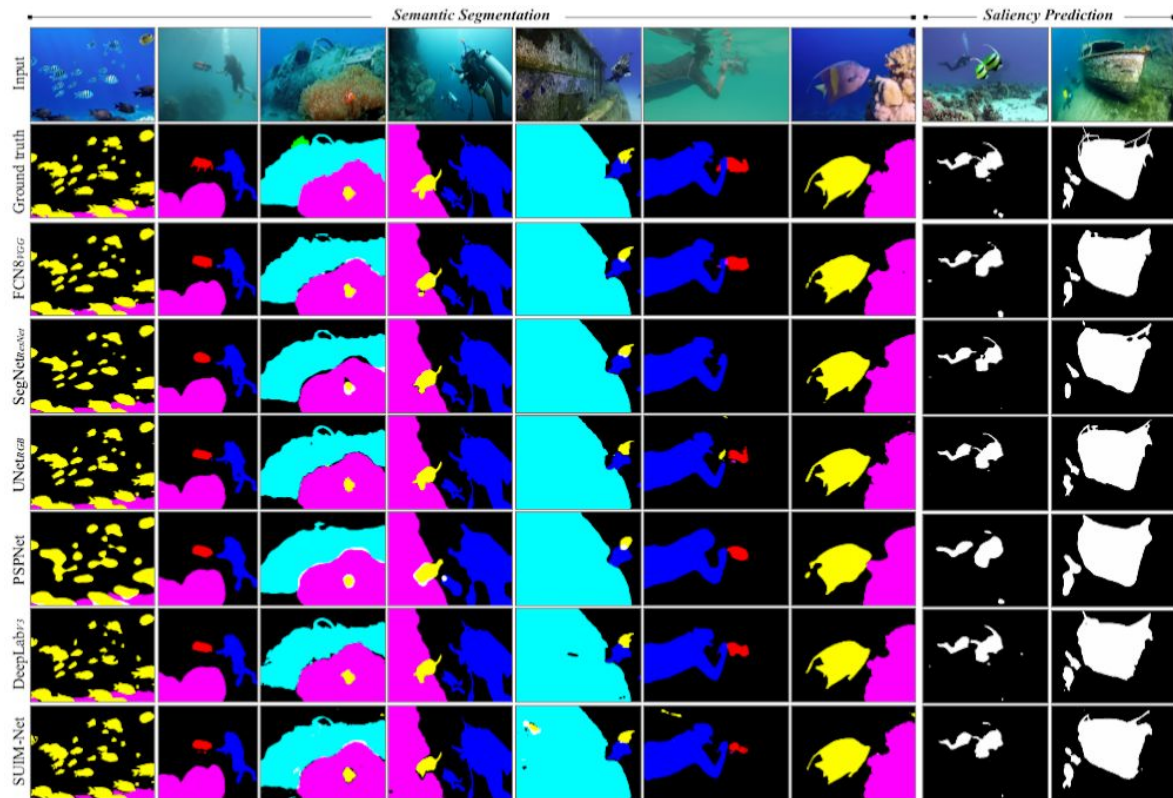 Semantic Segmentation
Saliency Prediction
Input
Ground truth
FCN8VGG
SegNetResNet
UNetRGB
PSPNet
DeepLabV3
SUIM-Net